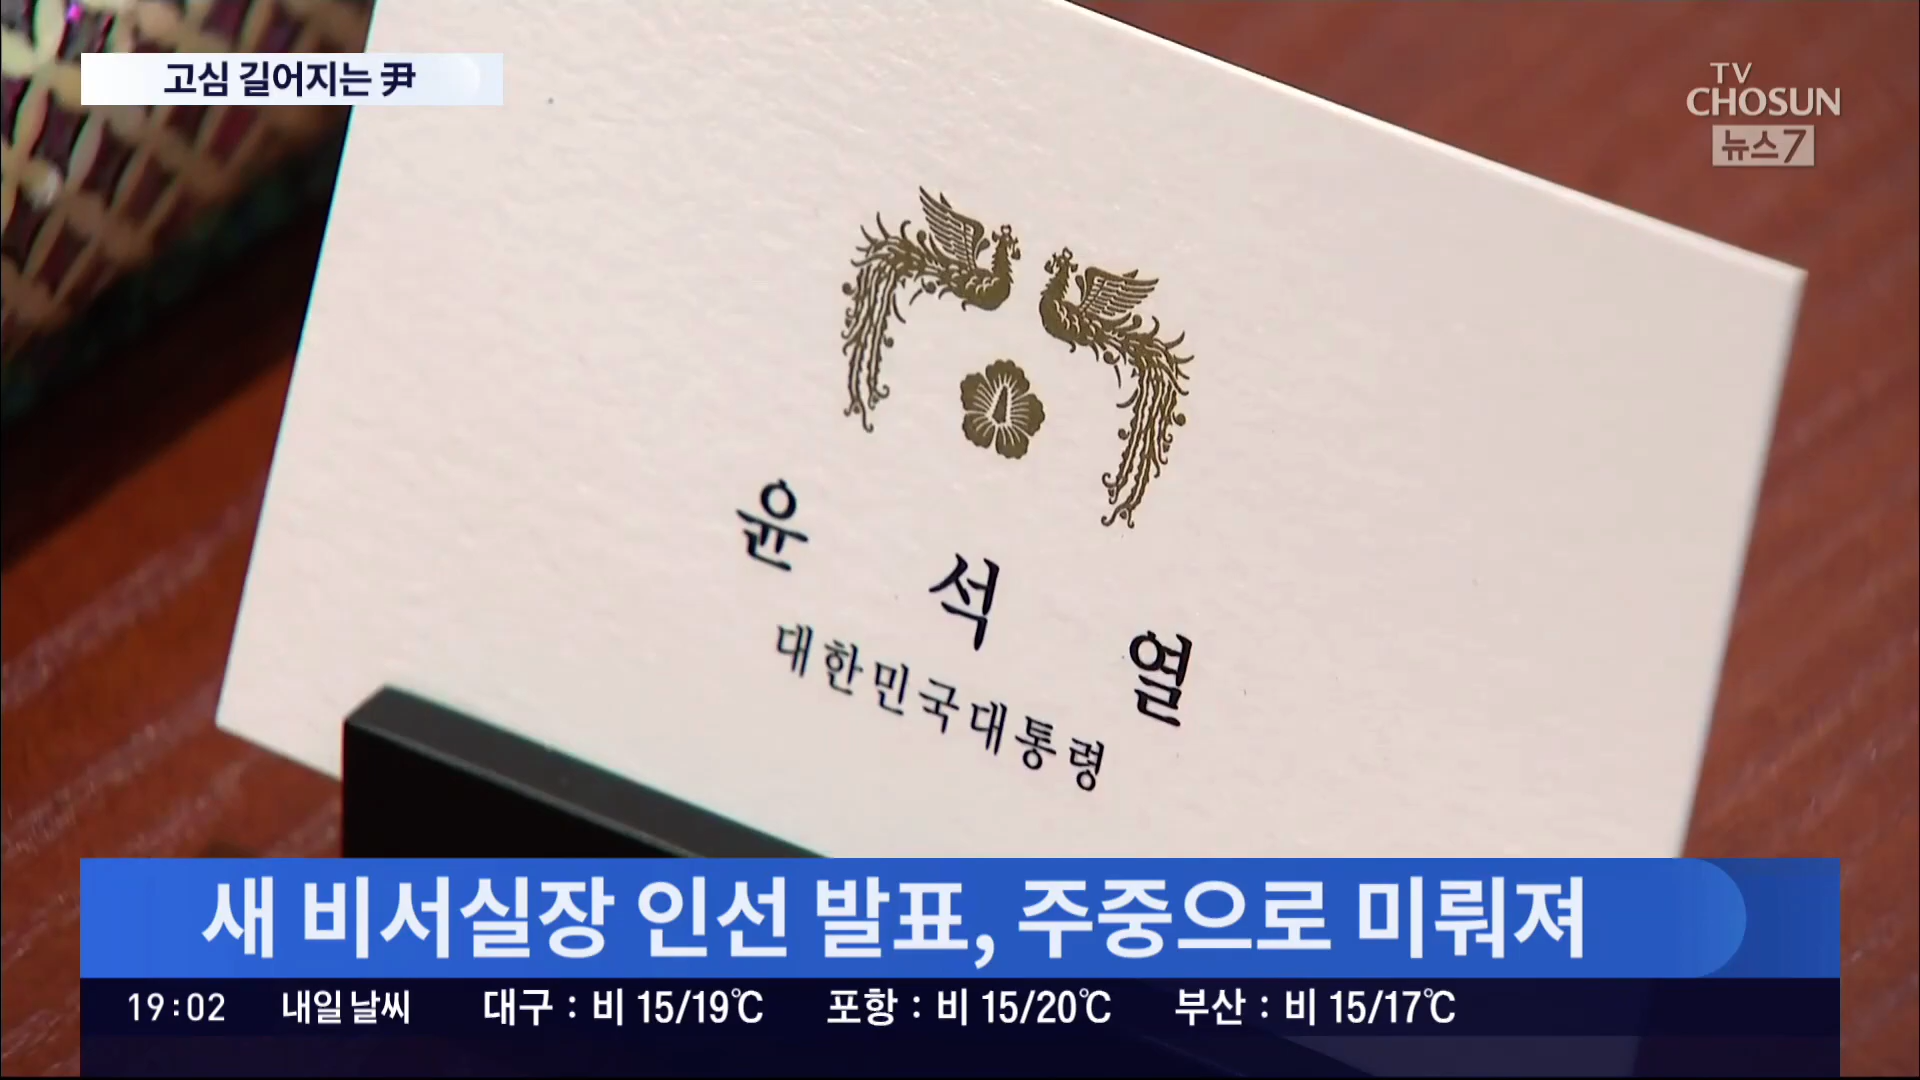 고심 길어지는 尹
TV
CHOSUN
뉴스7
윤 석 열
대한민국대통령
새 비서실장 인선 발표, 주중으로 미뤄져
19:02 내일 날씨 대구 : 비 15/19℃ 포항 : 비 15/20℃ 부산 : 비 15/17℃